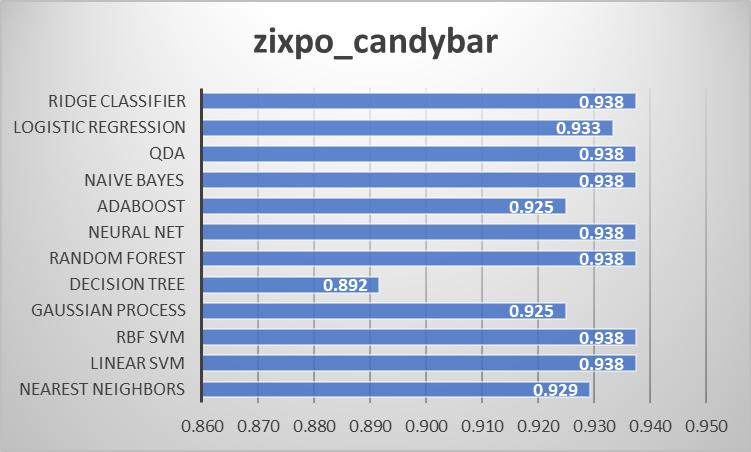 zixpo_candybar
RIDGE CLASSIFIER 0.938
LOGISTIC REGRESSION 0.933
QDA 0.938
NAIVE BAYES 0.938
ADABOOST 0.925
NEURAL NET 0.938
RANDOM FOREST 0.938
DECISION TREE 0.892
GAUSSIAN PROCESS 0.925
RBF SVM 0.938
LINEAR SVM 0.938
NEAREST NEIGHBORS 0.929
0.860 0.870 0.880 0.890 0.900 0.910 0.920 0.930 0.940 0.950